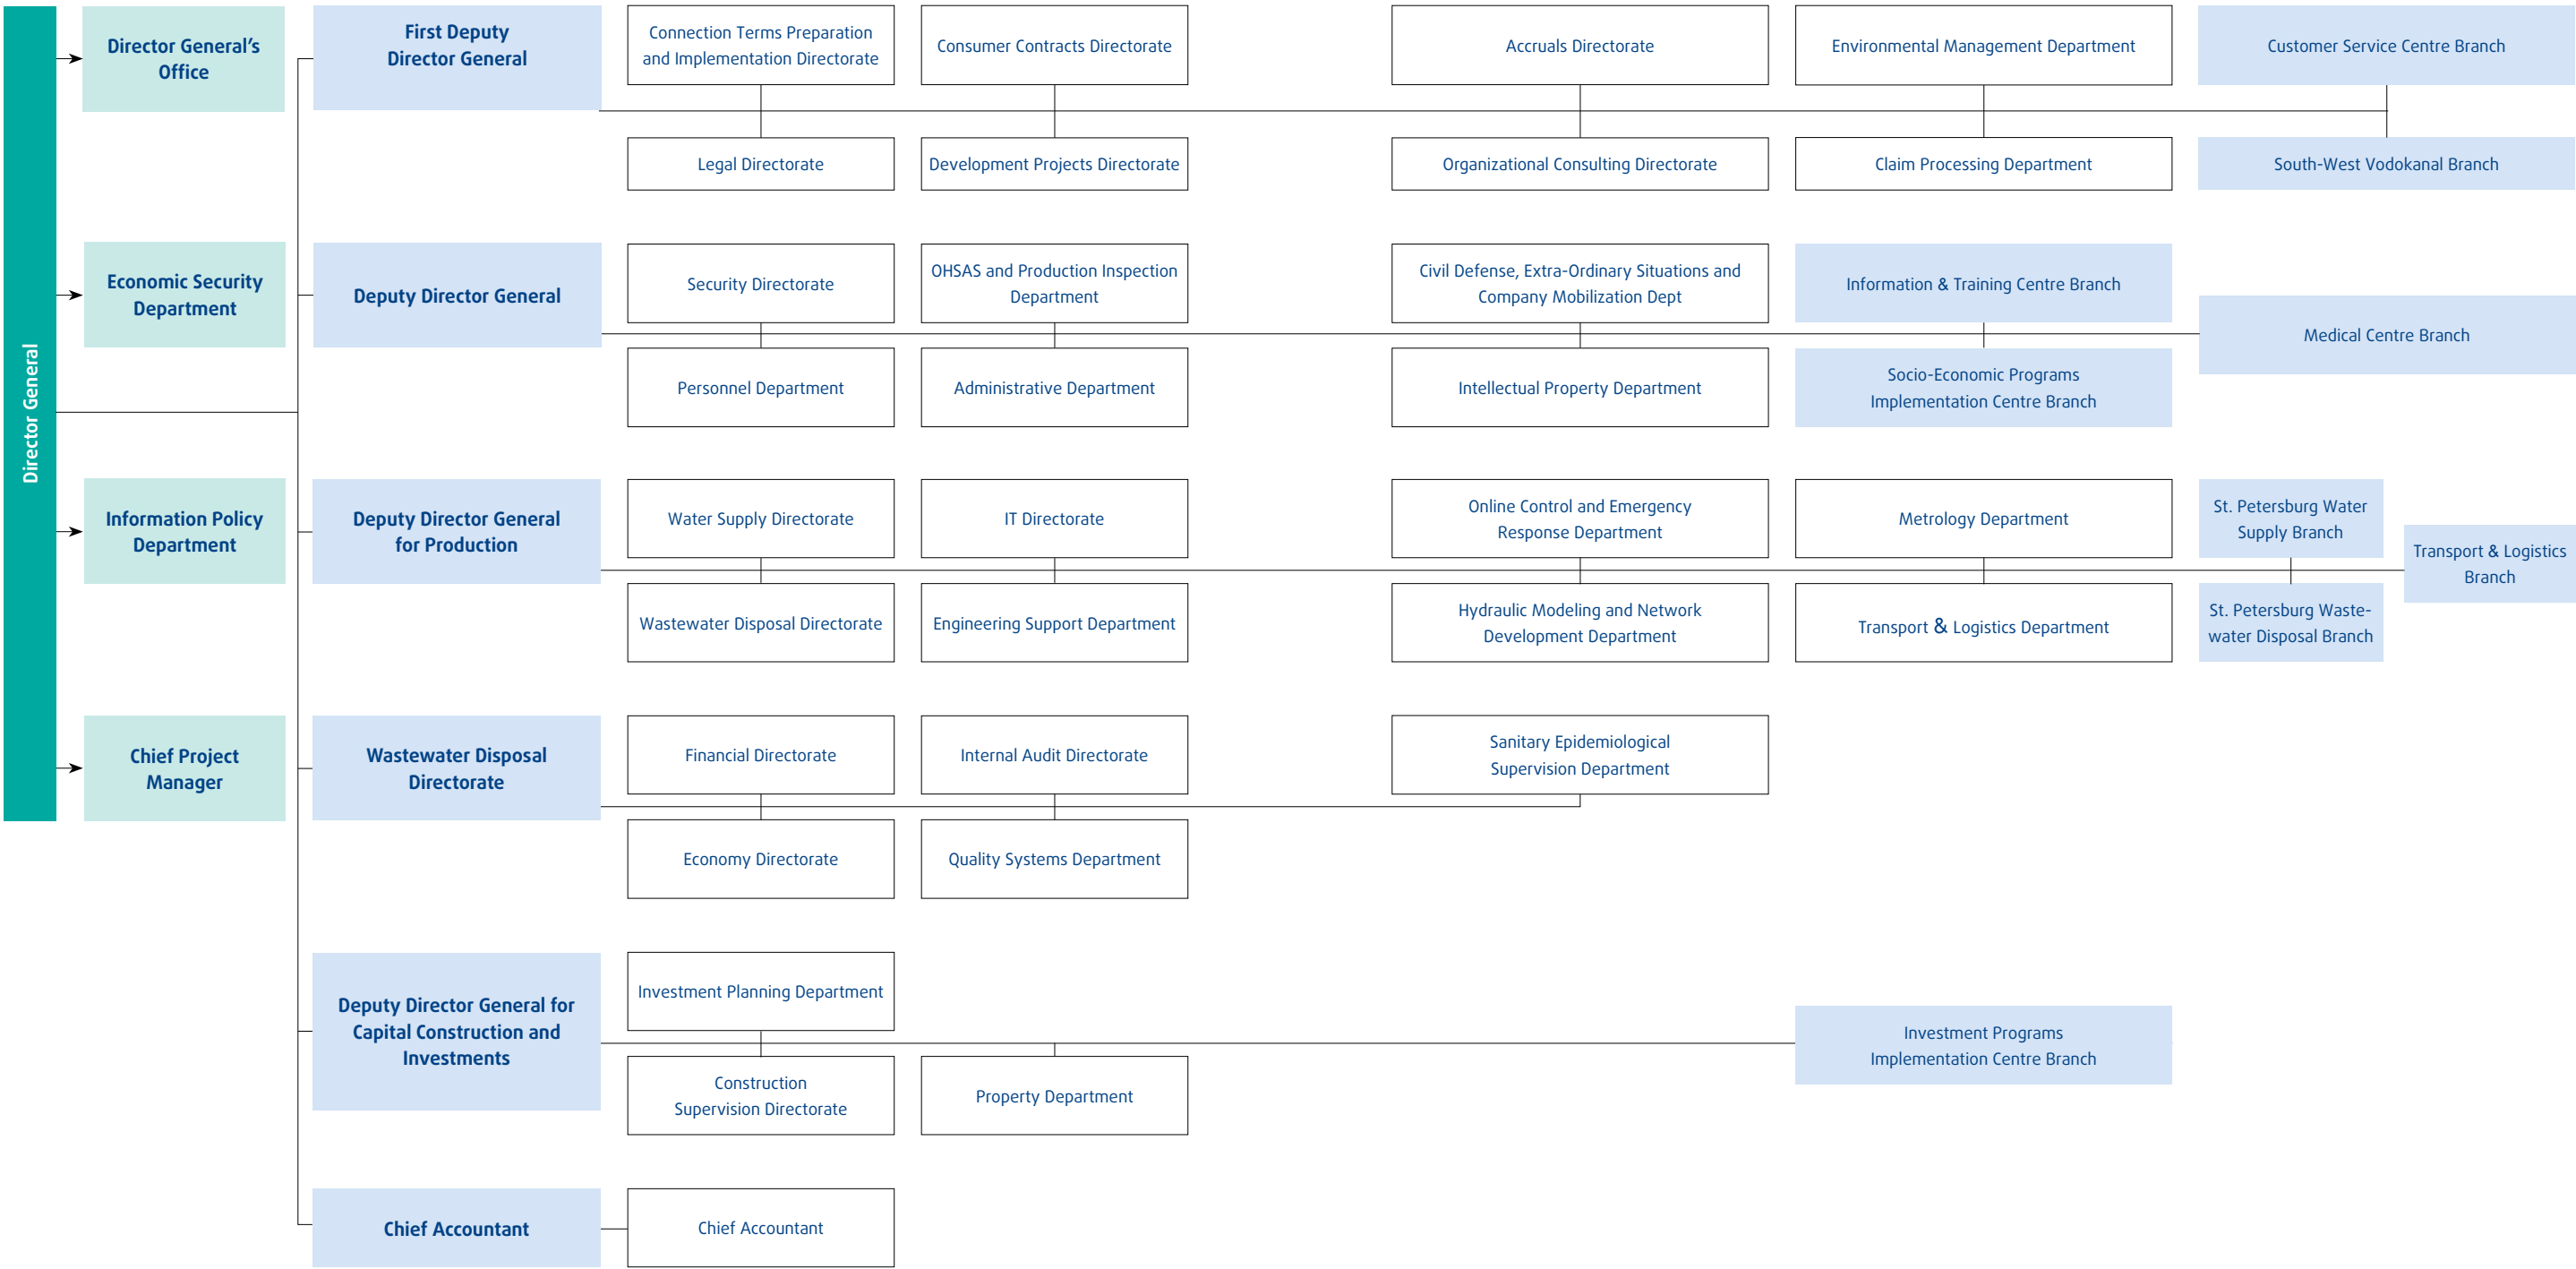 Director General
Director General's
Office
First Deputy
Director General
Connection Terms Preparation
and Implementation Directorate
Consumer Contracts Directorate
Accruals Directorate
Environmental Management Department
Customer Service Centre Branch
Legal Directorate
Development Projects Directorate
Organizational Consulting Directorate
Claim Processing Department
South-West Vodokanal Branch
Economic Security
Department
Deputy Director General
Security Directorate
OHSAS and Production Inspection
Department
Civil Defense, Extra-Ordinary Situations and
Company Mobilization Dept
Information & Training Centre Branch
Medical Centre Branch
Personnel Department
Administrative Department
Intellectual Property Department
Socio-Economic Programs
Implementation Centre Branch
Information Policy
Department
Deputy Director General
for Production
Water Supply Directorate
IT Directorate
Online Control and Emergency
Response Department
Metrology Department
St. Petersburg Water
Supply Branch
Transport & Logistics
Branch
Wastewater Disposal Directorate
Engineering Support Department
Hydraulic Modeling and Network
Development Department
Transport & Logistics Department
St. Petersburg Waste-
water Disposal Branch
Chief Project
Manager
Wastewater Disposal
Directorate
Financial Directorate
Internal Audit Directorate
Sanitary Epidemiological
Supervision Department
Economy Directorate
Quality Systems Department
Deputy Director General for
Capital Construction and
Investments
Investment Planning Department
Investment Programs
Implementation Centre Branch
Construction
Supervision Directorate
Property Department
Chief Accountant
Chief Accountant